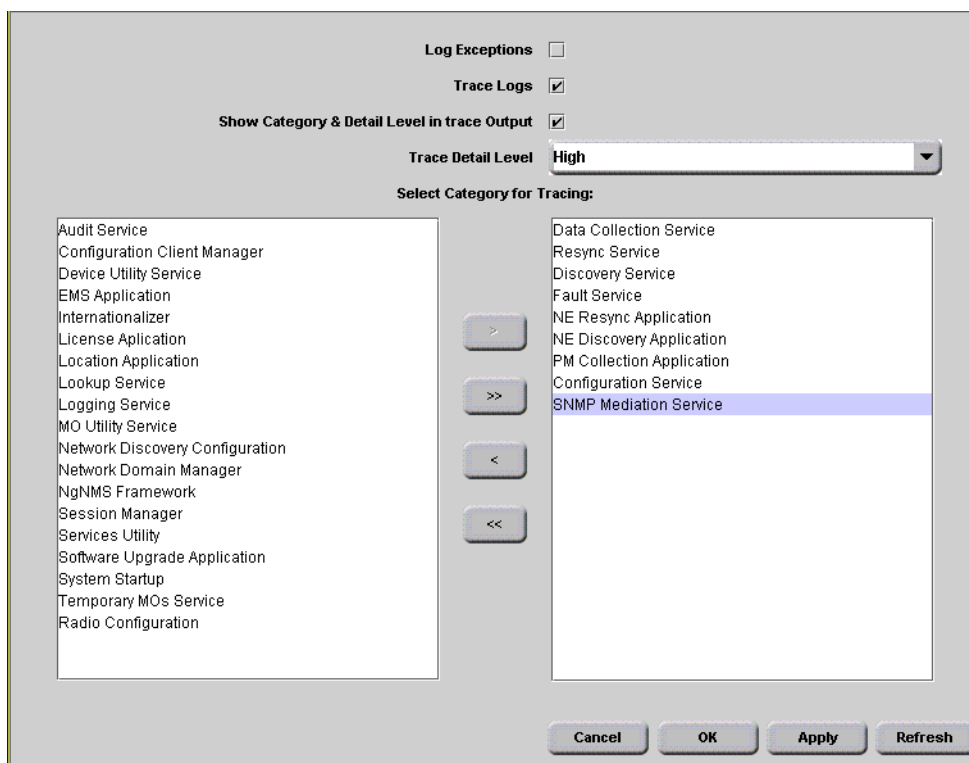 Log Exceptions
Trace Logs
Show Category & Detail Level in trace Output
Trace Detail Level High
Select Category for Tracing:
Audit Service
Configuration Client Manager
Device Utility Service
EMS Application
Internationalizer
License Aplication
Location Application
Lookup Service
Logging Service
MO Utility Service
Network Discovery Configuration
Network Domain Manager
NgNMS Framework
Session Manager
Services Utility
Software Upgrade Application
System Startup
Temporary MOs Service
Radio Configuration
>
>>
<
<<
Data Collection Service
Resync Service
Discovery Service
Fault Service
NE Resync Application
NE Discovery Application
PM Collection Application
Configuration Service
SNMP Mediation Service
Cancel OK Apply Refresh